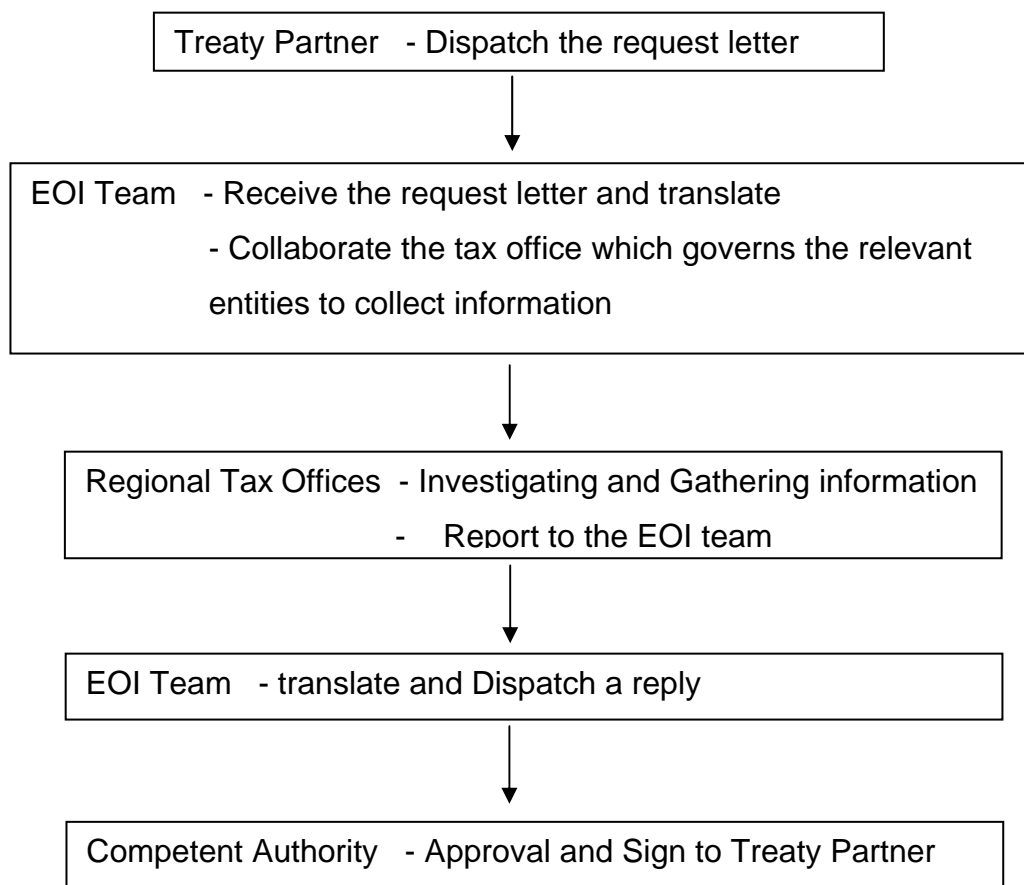 Treaty Partner - Dispatch the request letter
EOI Team - Receive the request letter and translate
- Collaborate the tax office which governs the relevant
entities to collect information
Regional Tax Offices - Investigating and Gathering information
- Report to the EOI team
EOI Team - translate and Dispatch a reply
Competent Authority - Approval and Sign to Treaty Partner